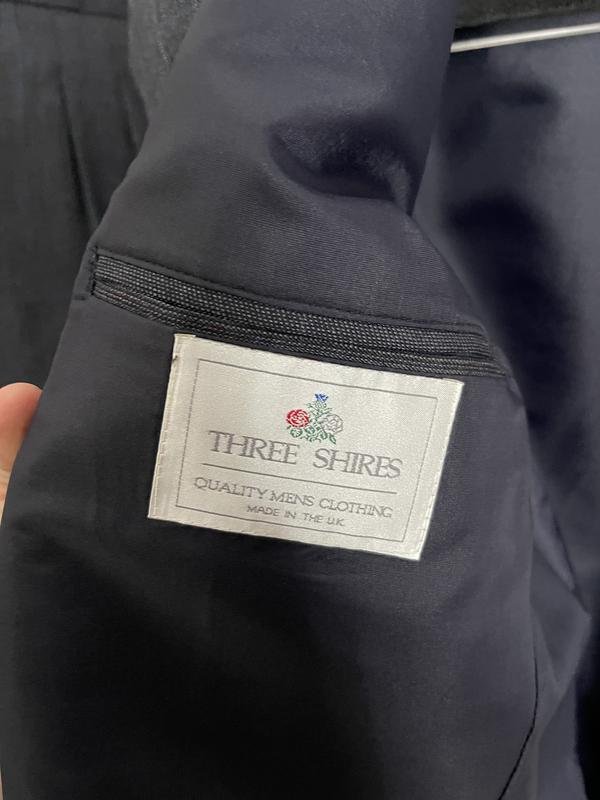 THREE SHIRES
QUALITY MENS CLOTHING
MADE IN THE U.K.